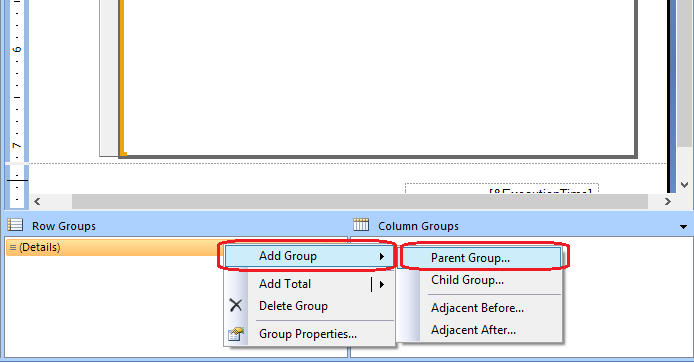 6
7
[&ExecutionTime]
Row Groups
Column Groups
(Details)
Add Group
Parent Group...
Child Group...
Add Total
Delete Group
Adjacent Before...
Group Properties...
Adjacent After...